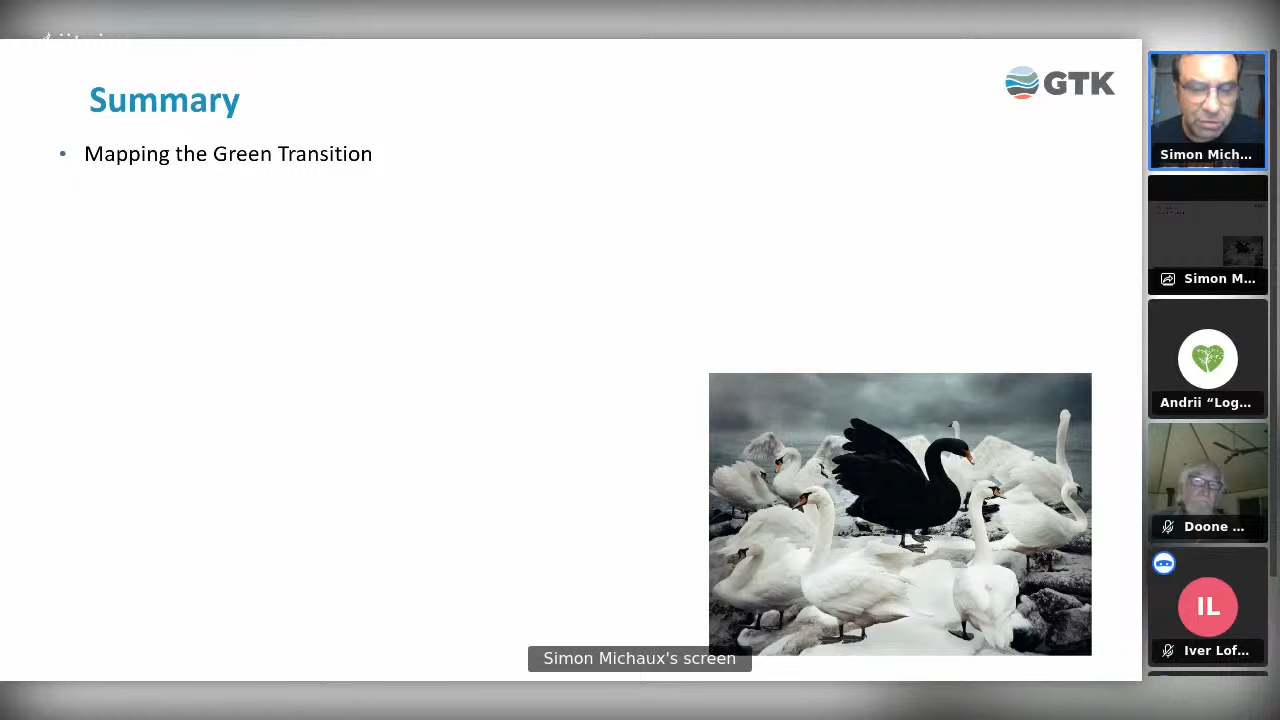 Summary
GTK
• Mapping the Green Transition
Simon Michaux's screen
Simon Mich...
Simon M...
Andrii “Log...
Doone ...
IL
Iver Lof...